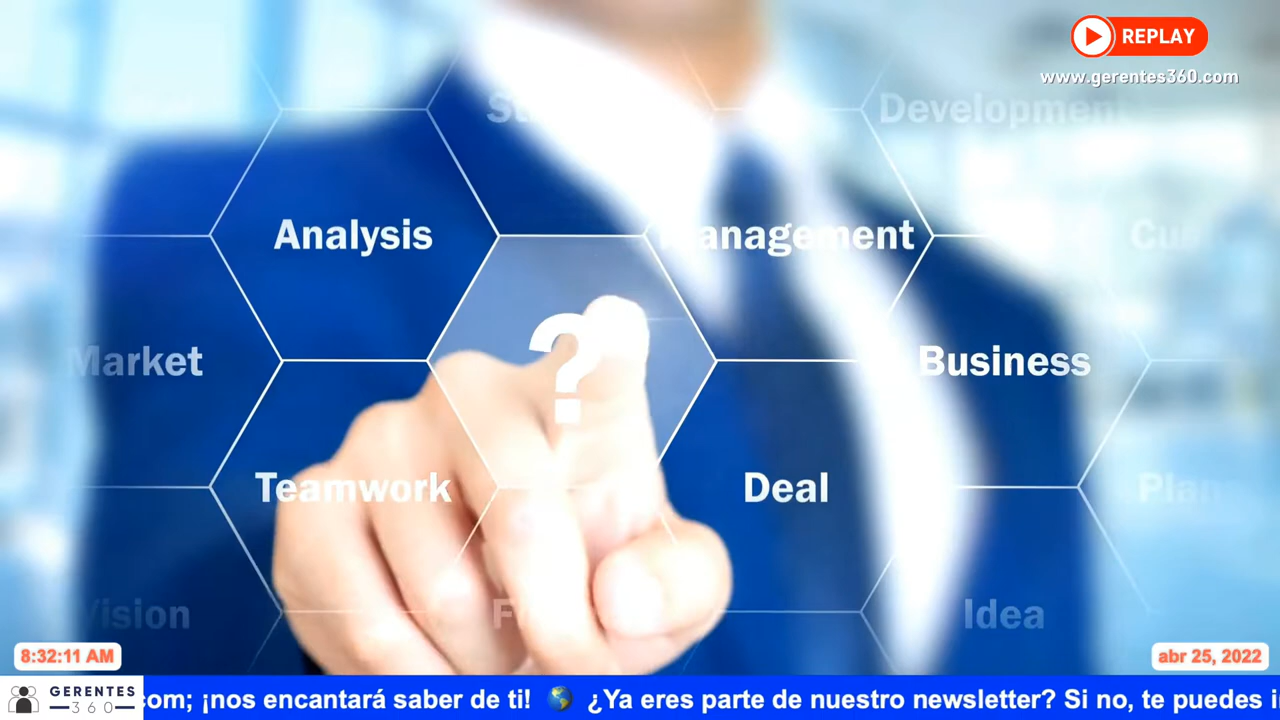 REPLAY
www.gerentes360.com
Development
Analysis
Management
Market
Business
Teamwork
Deal
Vision
Idea
8:32:11 AM
abr 25, 2022
GERENTES
360
com; ¡nos encantará saber de ti! 🌎 ¿Ya eres parte de nuestro newsletter? Si no, te puedes i